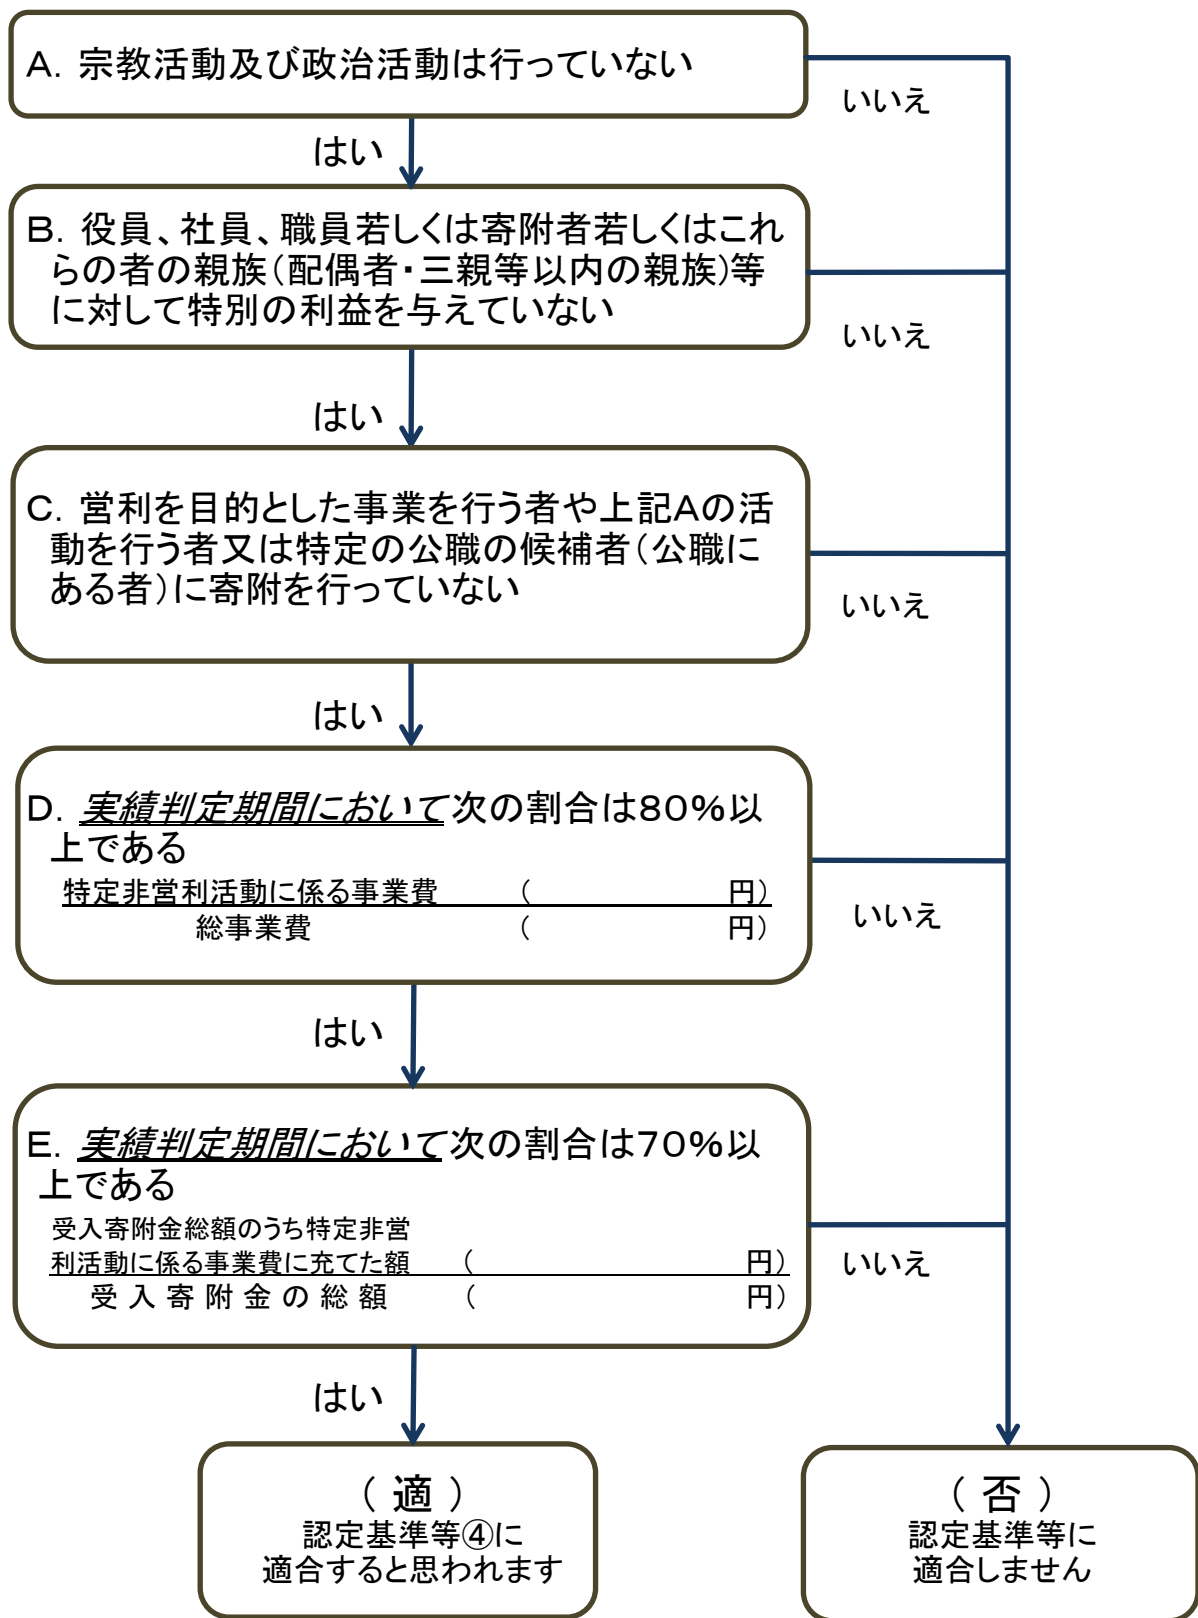 A．宗教活動及び政治活動は行っていない
いいえ
はい
B．役員、社員、職員若しくは寄附者若しくはこれ
らの者の親族（配偶者・三親等以内の親族）等
に対して特別の利益を与えていない
いいえ
はい
C．営利を目的とした事業を行う者や上記Aの活
動を行う者又は特定の公職の候補者（公職に
ある者）に寄附を行っていない
いいえ
はい
D．実績判定期間において次の割合は80％以
上である
特定非営利活動に係る事業費　（　　　　円）
総事業費　（　　　　円）
いいえ
はい
E．実績判定期間において次の割合は70％以
上である
受入寄附金総額のうち特定非営
利活動に係る事業費に充てた額　（　　　　円）
受入寄附金の総額　（　　　　円）
いいえ
はい
（ 適 ）
認定基準等④に
適合すると思われます
（ 否 ）
認定基準等に
適合しません